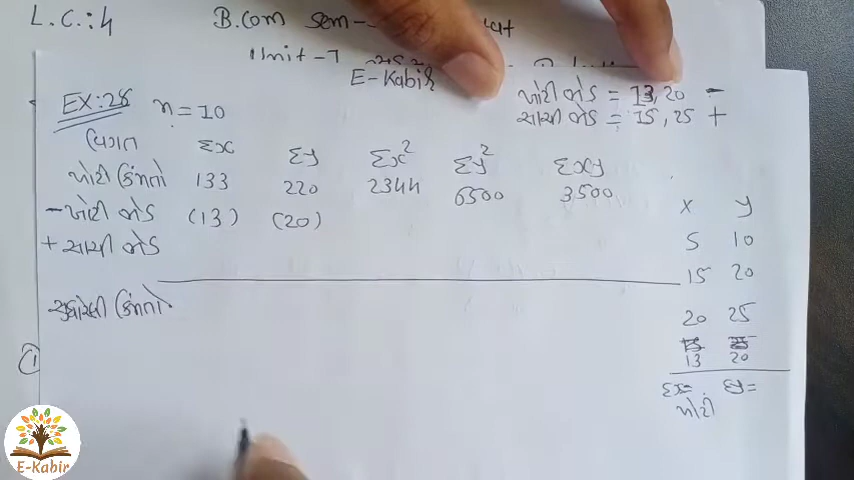 L.C.:4 B.Com Sem-
Unit-7
E-Kabir
ખોટી જોડ = 13, 20 -
સાચી જોડ = 15, 25 +
EX:28 n = 10
વિગત Σx Σy Σx² Σy² Σxy
ખોટી કિંમતો 133 220 2344 6500 3500
- ખોટી જોડ (13) (20)
+ સાચી જોડ
સુધારેલી કિંમતો
x y
5 10
15 20
20 25
13 20
Σx= Σy=
ખોટી
①
E-Kabir